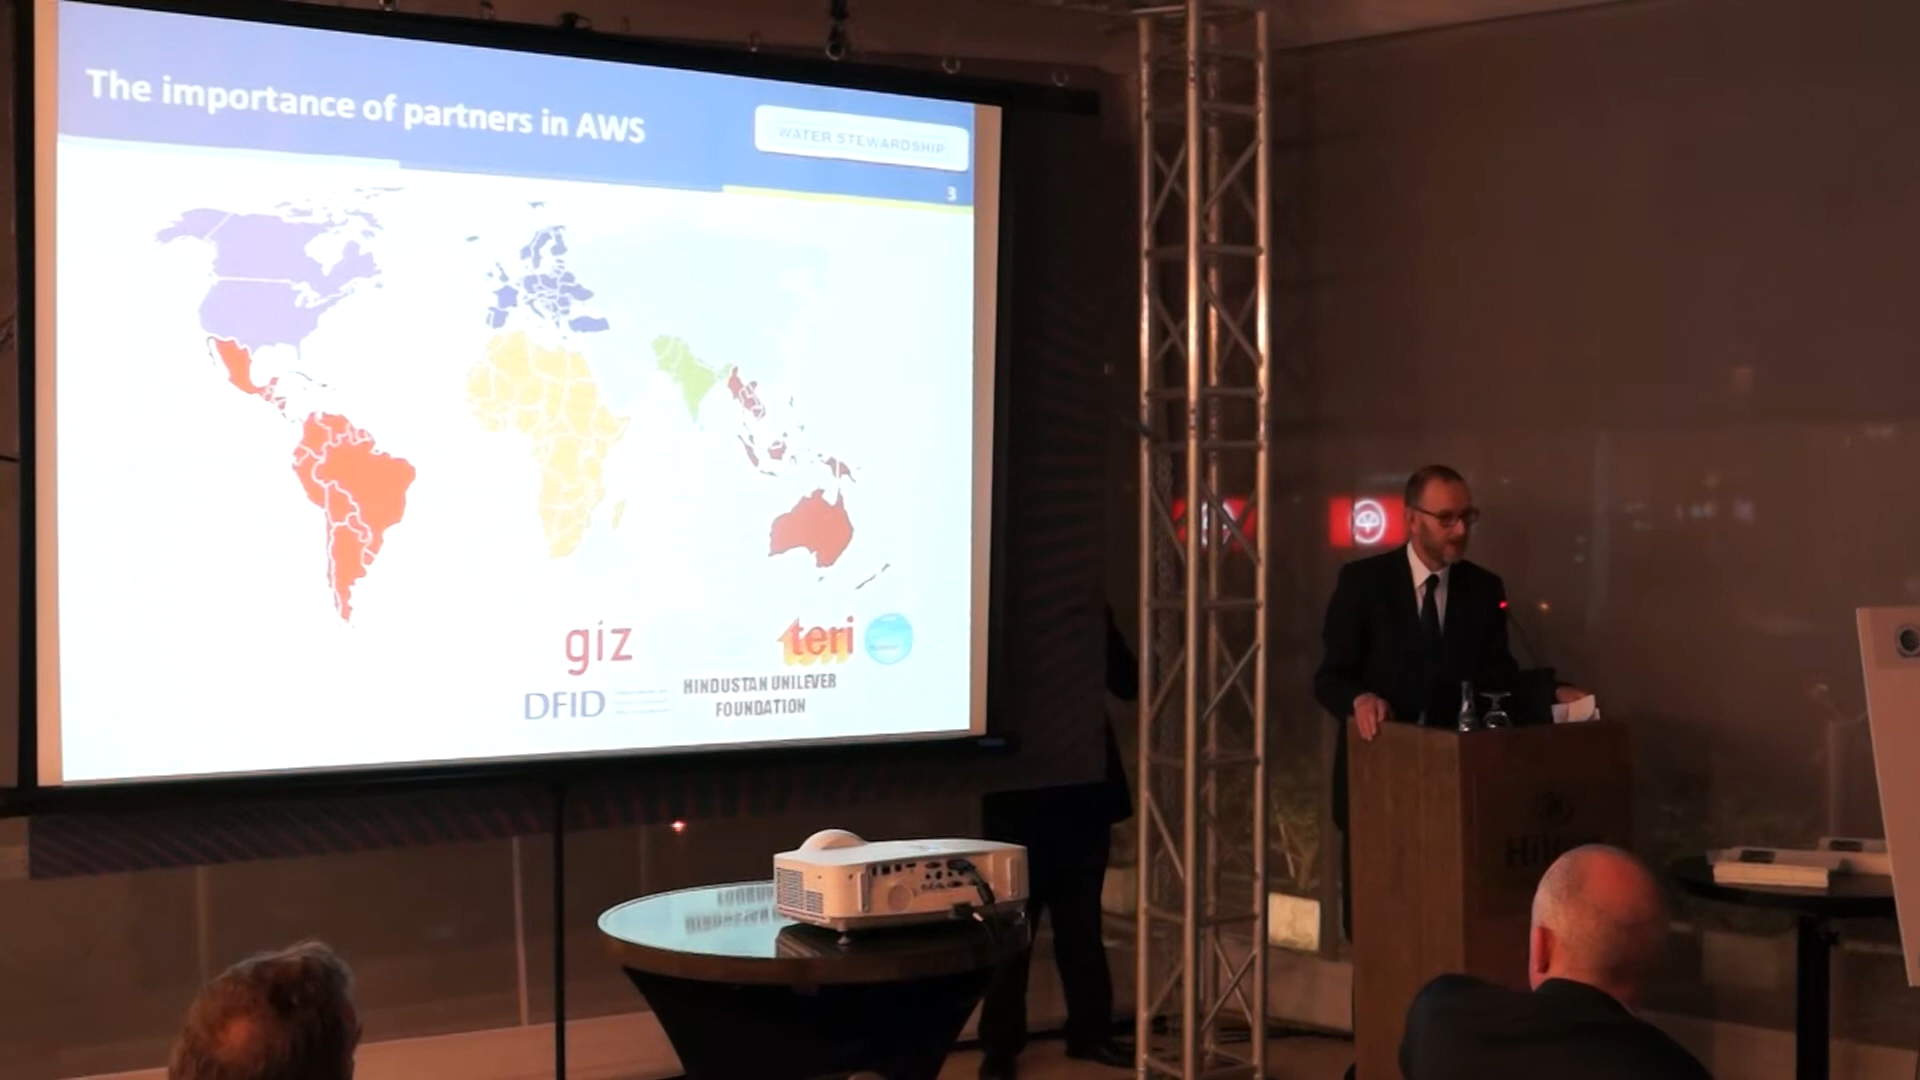 The importance of partners in AWS
WATER STEWARDSHIP
3
giz
teri
DFID
HINDUSTAN UNILEVER
FOUNDATION